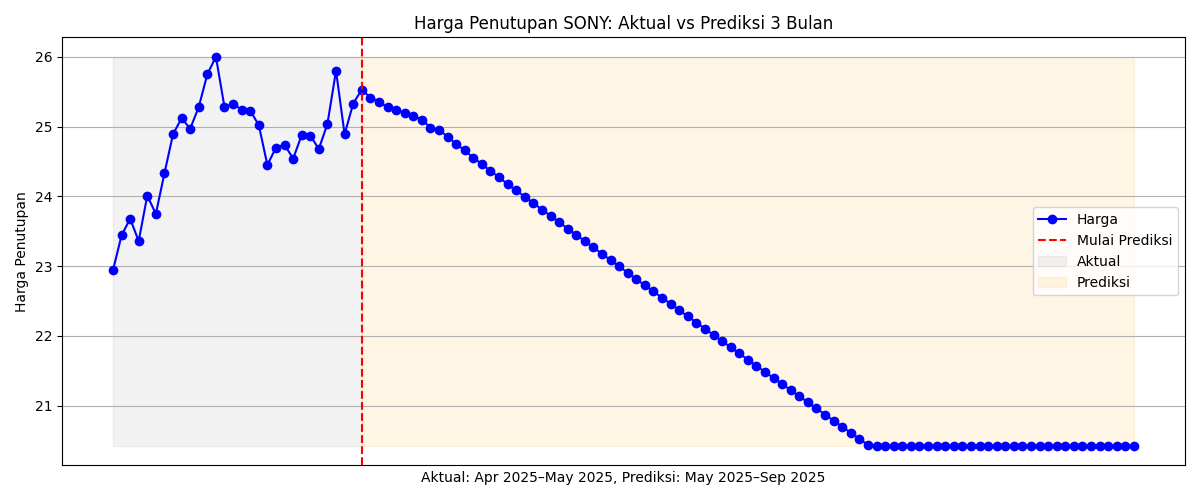 Harga Penutupan SONY: Aktual vs Prediksi 3 Bulan
Harga Penutupan
26
25
24
23
22
21
Harga
Mulai Prediksi
Aktual
Prediksi
Aktual: Apr 2025–May 2025, Prediksi: May 2025–Sep 2025